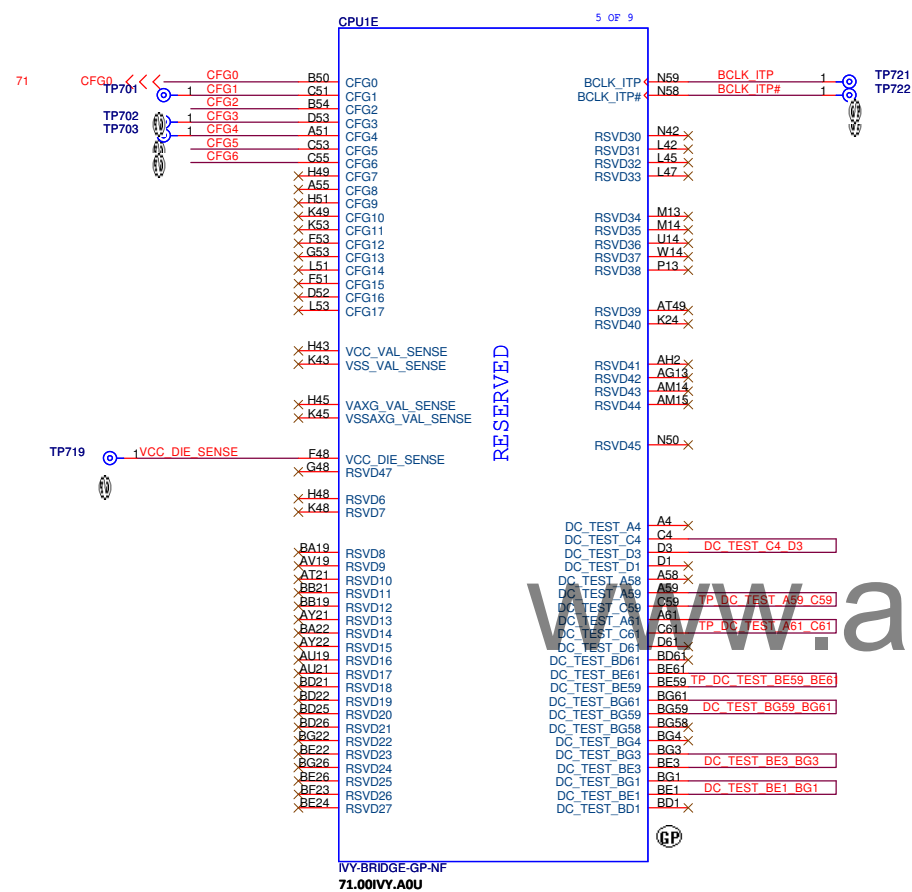 CPU1E
5 OF 9
71 CFG0 CFG0 B50 CFG0
TP701 1 CFG1 C51 CFG1
CFG2 B54 CFG2
TP702 1 CFG3 D53 CFG3
TP703 1 CFG4 A51 CFG4
CFG5 C53 CFG5
CFG6 C55 CFG6
H49 CFG7
A55 CFG8
H51 CFG9
K49 CFG10
K53 CFG11
F53 CFG12
G53 CFG13
L51 CFG14
F51 CFG15
D52 CFG16
L53 CFG17
H43 VCC_VAL_SENSE
K43 VSS_VAL_SENSE
H45 VAXG_VAL_SENSE
K45 VSSAXG_VAL_SENSE
TP719 1 VCC_DIE_SENSE F48 VCC_DIE_SENSE
G48 RSVD47
H48 RSVD6
K48 RSVD7
BA19 RSVD8
AV19 RSVD9
AT21 RSVD10
BB21 RSVD11
BB19 RSVD12
AY21 RSVD13
BA22 RSVD14
AY22 RSVD15
AU19 RSVD16
AU21 RSVD17
BD21 RSVD18
BD22 RSVD19
BD25 RSVD20
BD26 RSVD21
BG22 RSVD22
BE22 RSVD23
BG26 RSVD24
BE26 RSVD25
BF23 RSVD26
BE24 RSVD27
RESERVED
BCLK_ITP N59 BCLK_ITP 1 TP721
BCLK_ITP# N58 BCLK_ITP# 1 TP722
RSVD30 N42
RSVD31 L42
RSVD32 L45
RSVD33 L47
RSVD34 M13
RSVD35 M14
RSVD36 U14
RSVD37 W14
RSVD38 P13
RSVD39 AT49
RSVD40 K24
RSVD41 AH2
RSVD42 AG13
RSVD43 AM14
RSVD44 AM15
RSVD45 N50
DC_TEST_A4 A4
DC_TEST_C4 C4
DC_TEST_D3 D3 DC_TEST_C4_D3
DC_TEST_D1 D1
DC_TEST_A58 A58
DC_TEST_A59 A59
DC_TEST_C59 C59 TP_DC_TEST_A59_C59
DC_TEST_A61 A61
DC_TEST_C61 C61 TP_DC_TEST_A61_C61
DC_TEST_D61 D61
DC_TEST_BD61 BD61
DC_TEST_BE61 BE61
DC_TEST_BE59 BE59 TP_DC_TEST_BE59_BE61
DC_TEST_BG61 BG61
DC_TEST_BG59 BG59 DC_TEST_BG59_BG61
DC_TEST_BG58 BG58
DC_TEST_BG4 BG4
DC_TEST_BG3 BG3
DC_TEST_BE3 BE3 DC_TEST_BE3_BG3
DC_TEST_BG1 BG1
DC_TEST_BE1 BE1 DC_TEST_BE1_BG1
DC_TEST_BD1 BD1
www.a
GP
IVY-BRIDGE-GP-NF
71.00IVY.A0U